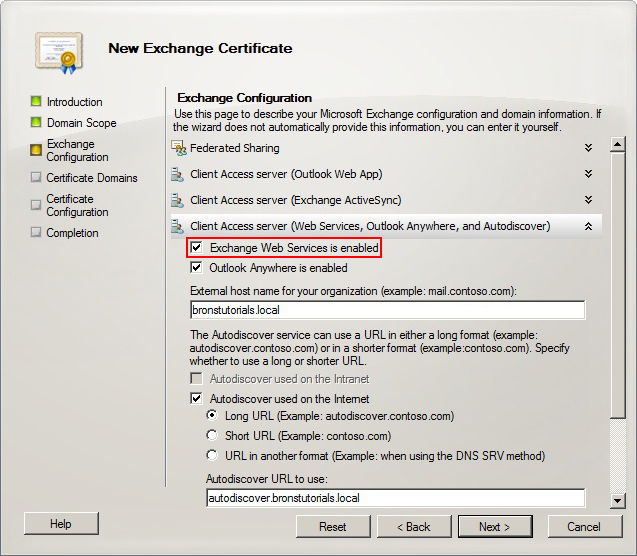 New Exchange Certificate
Introduction
Domain Scope
Exchange
Configuration
Certificate Domains
Certificate
Configuration
Completion
Exchange Configuration
Use this page to describe your Microsoft Exchange configuration and domain information. If
the wizard does not automatically provide this information, you can enter it yourself.
Federated Sharing
Client Access server (Outlook Web App)
Client Access server (Exchange ActiveSync)
Client Access server (Web Services, Outlook Anywhere, and Autodiscover)
Exchange Web Services is enabled
Outlook Anywhere is enabled
External host name for your organization (example: mail.contoso.com):
bronstutorials.local
The Autodiscover service can use a URL in either a long format (example:
autodiscover.contoso.com) or in a shorter format (example:contoso.com). Specify
whether to use a long or shorter URL.
Autodiscover used on the Intranet
Autodiscover used on the Internet
Long URL (Example: autodiscover.contoso.com)
Short URL (Example: contoso.com)
URL in another format (Example: when using the DNS SRV method)
Autodiscover URL to use:
autodiscover.bronstutorials.local
Help
Reset
< Back
Next >
Cancel